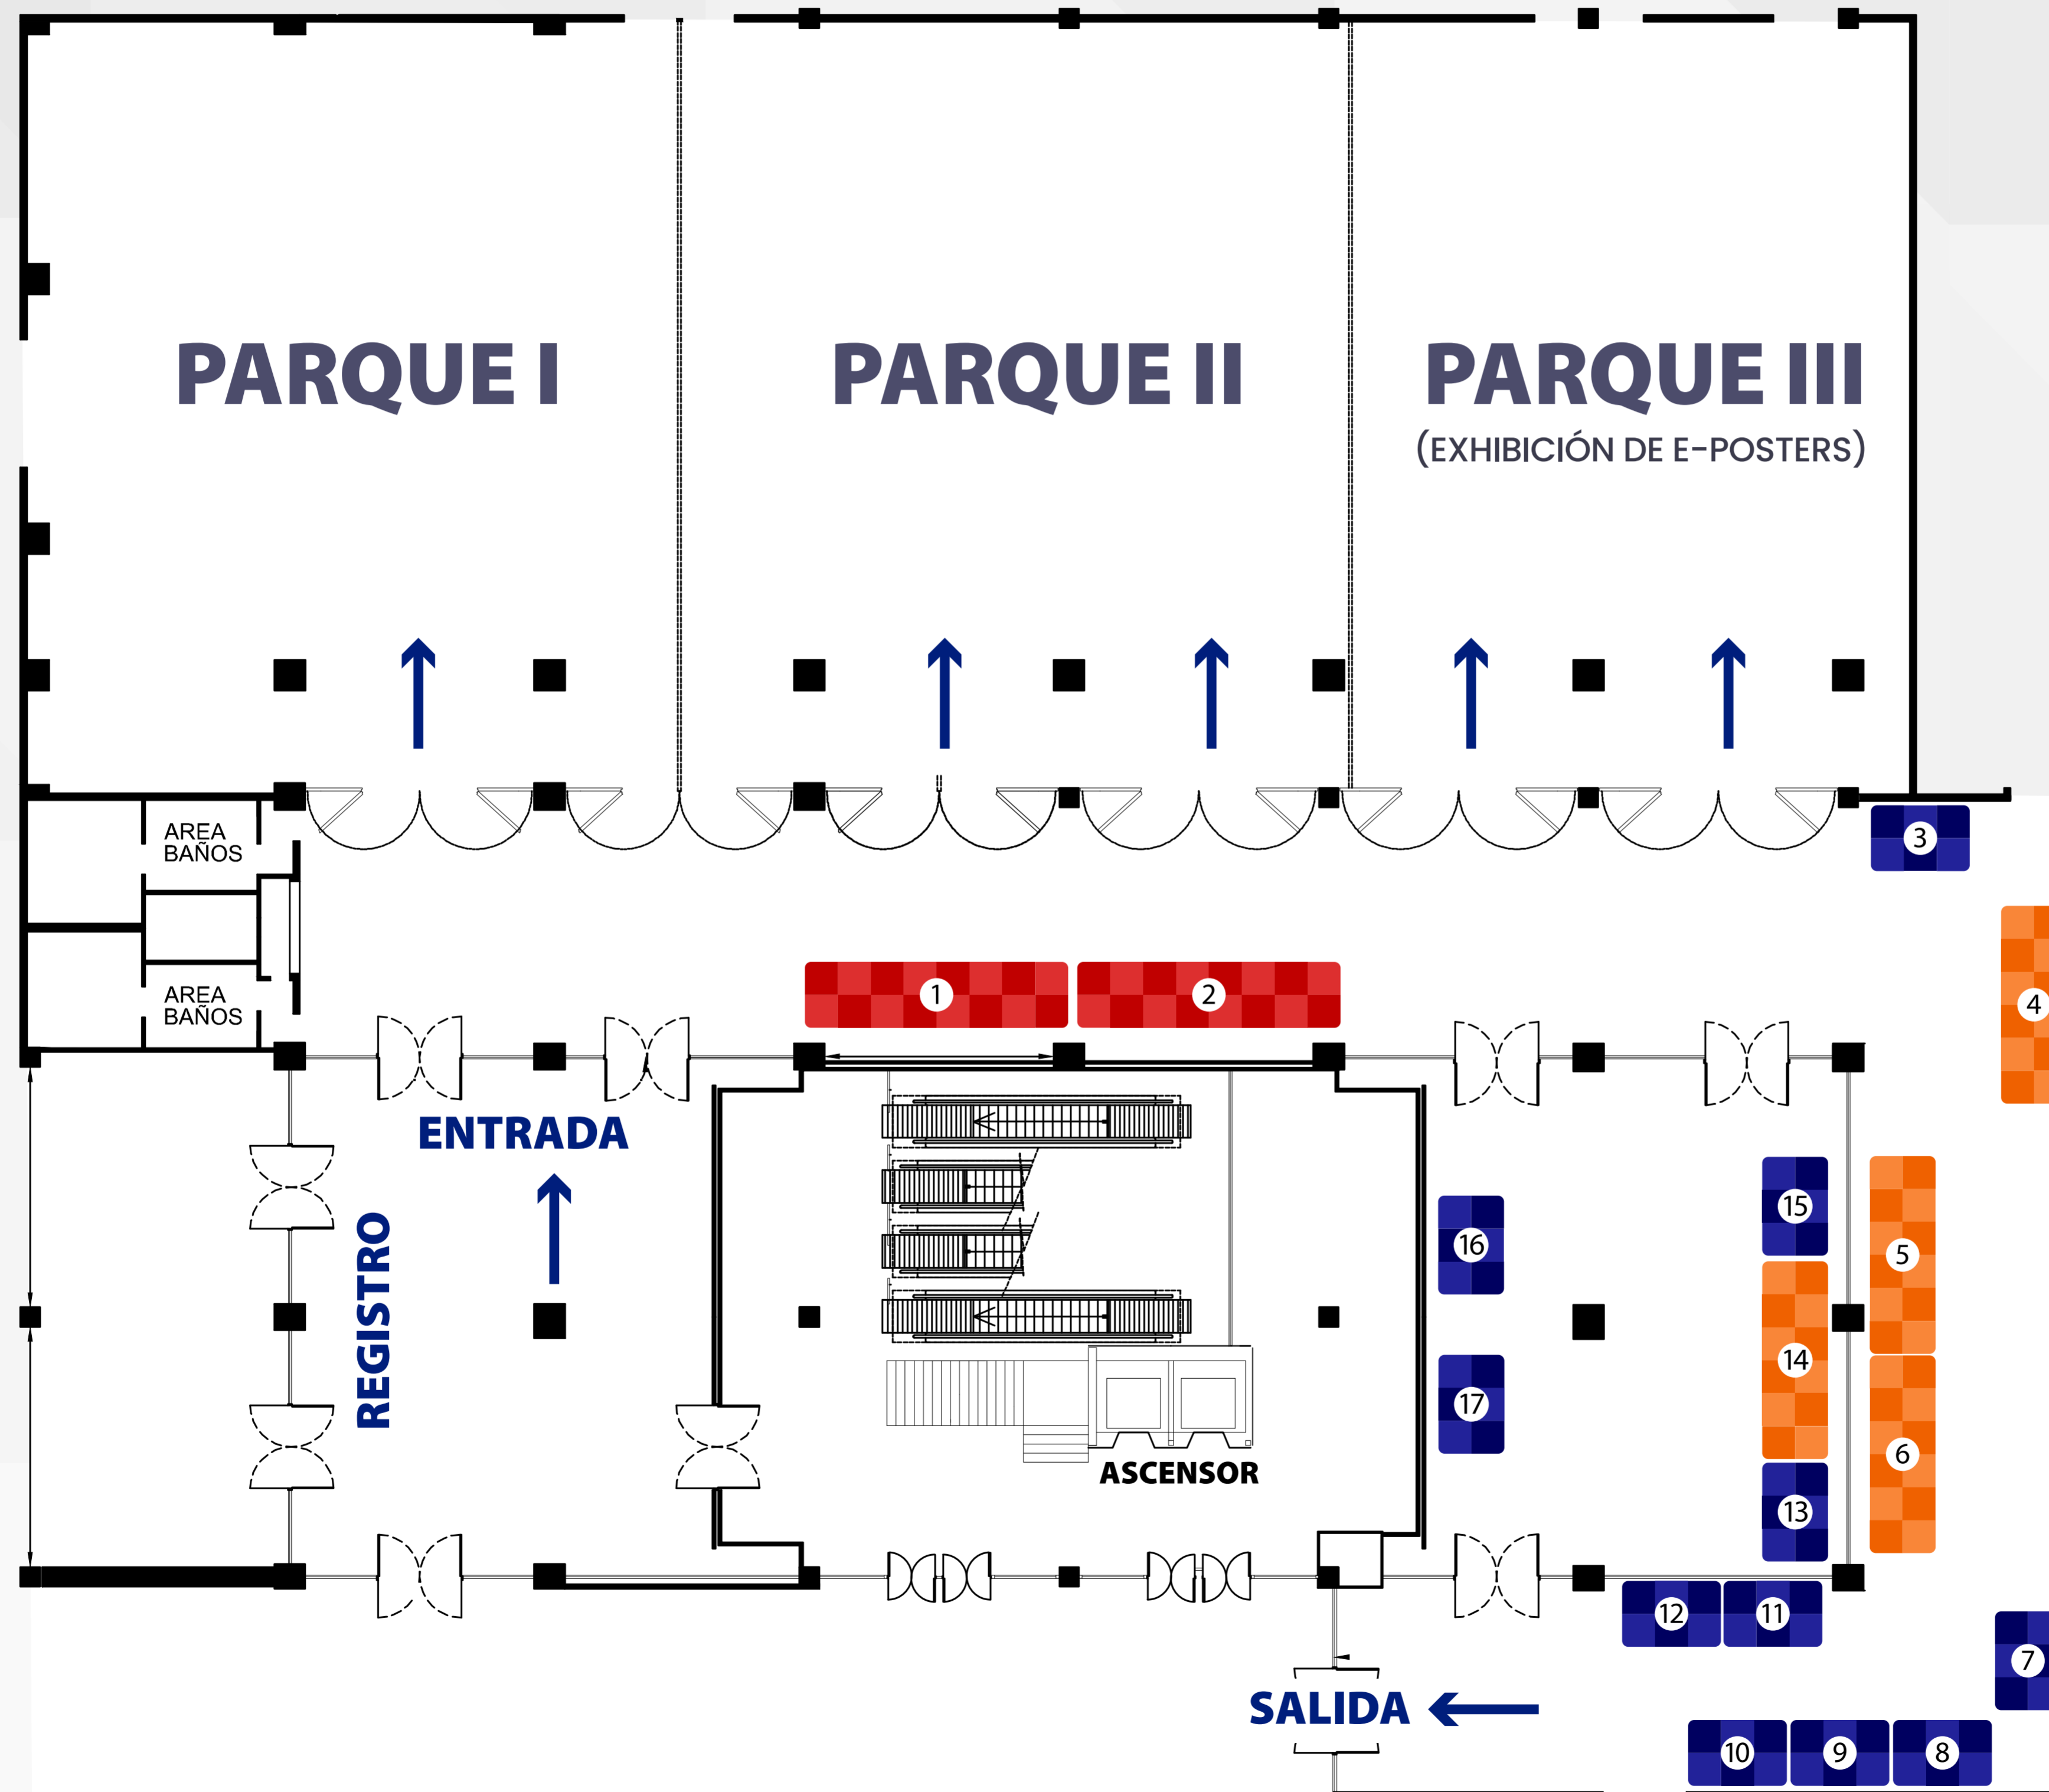 PARQUE I
PARQUE II
PARQUE III
(EXHIBICIÓN DE E-POSTERS)
AREA
BAÑOS
3
4
1
2
AREA
BAÑOS
ENTRADA
REGISTRO
15
5
16
14
17
6
ASCENSOR
13
12
11
7
SALIDA
10
9
8